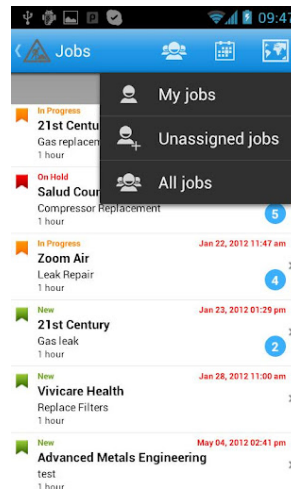 09:47
Jobs
My jobs
Unassigned jobs
All jobs
In Progress
21st Centu
Gas replacem
1 hour
On Hold
Salud Cour
Compressor Replacement
1 hour
5
In Progress
Jan 22, 2012 11:47 am
Zoom Air
Leak Repair
1 hour
4
New
Jan 23, 2012 01:29 pm
21st Century
Gas leak
1 hour
2
New
Jan 28, 2012 11:00 am
Vivicare Health
Replace Filters
1 hour
New
May 04, 2012 02:41 pm
Advanced Metals Engineering
test
1 hour